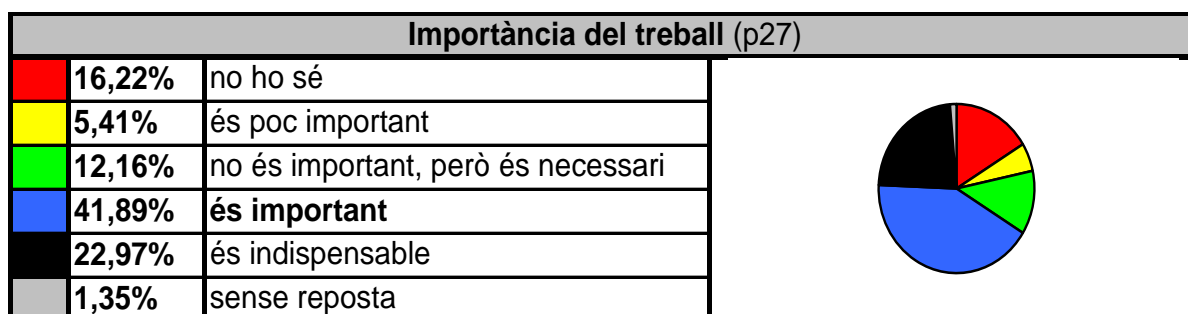 Importància del treball (p27)
16,22% no ho sé
5,41% és poc important
12,16% no és important, però és necessari
41,89% és important
22,97% és indispensable
1,35% sense reposta